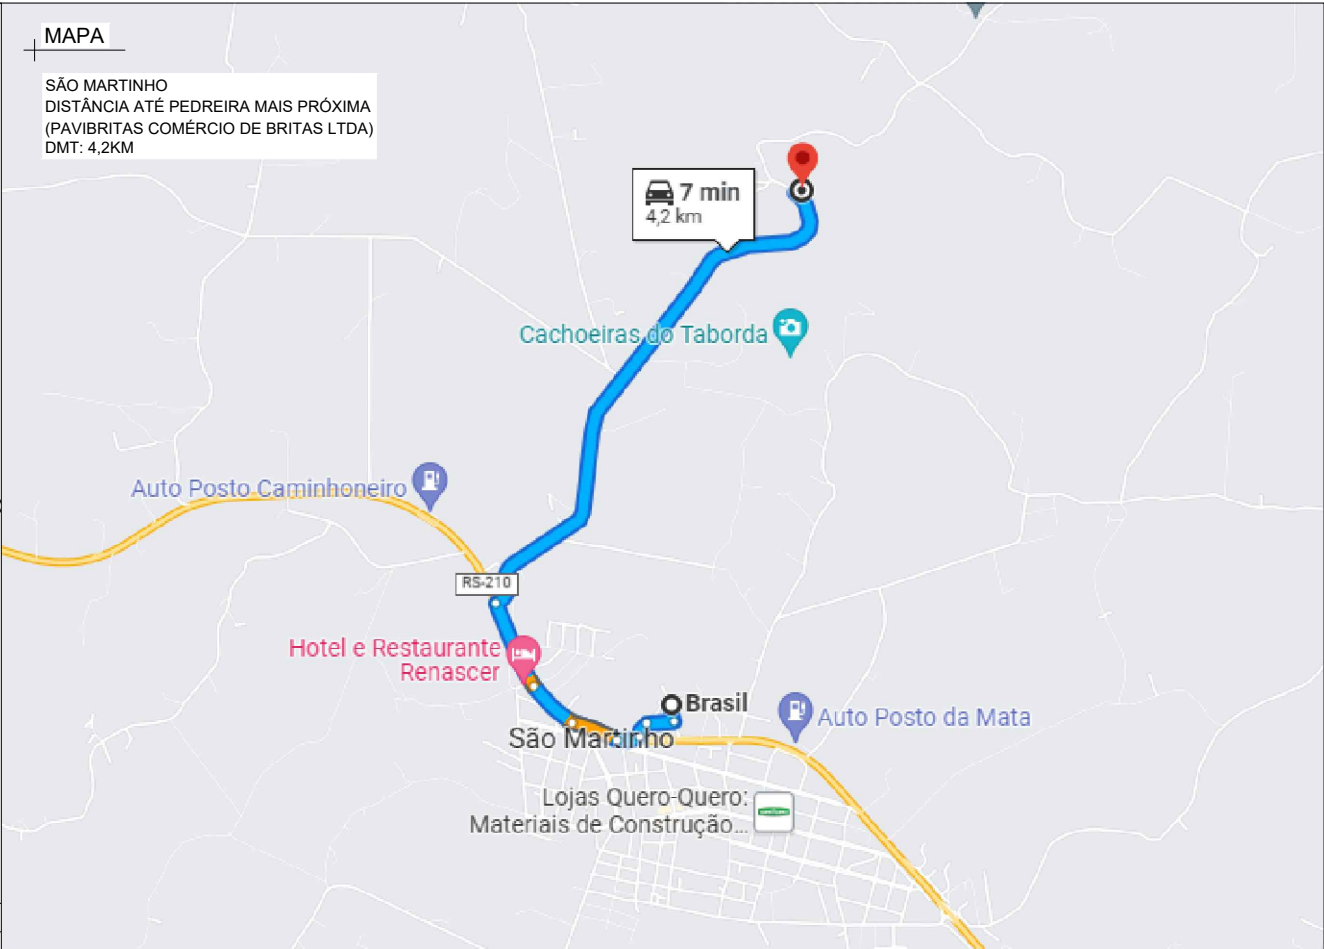 MAPA
SÃO MARTINHO
DISTÂNCIA ATÉ PEDREIRA MAIS PRÓXIMA
(PAVIBRITAS COMÉRCIO DE BRITAS LTDA)
DMT: 4,2KM
7 min
4,2 km
Cachoeiras do Taborda
Auto Posto Caminhoneiro
RS-210
Hotel e Restaurante
Renascer
Brasil
Auto Posto da Mata
São Martinho
Lojas Quero-Quero:
Materiais de Construção...